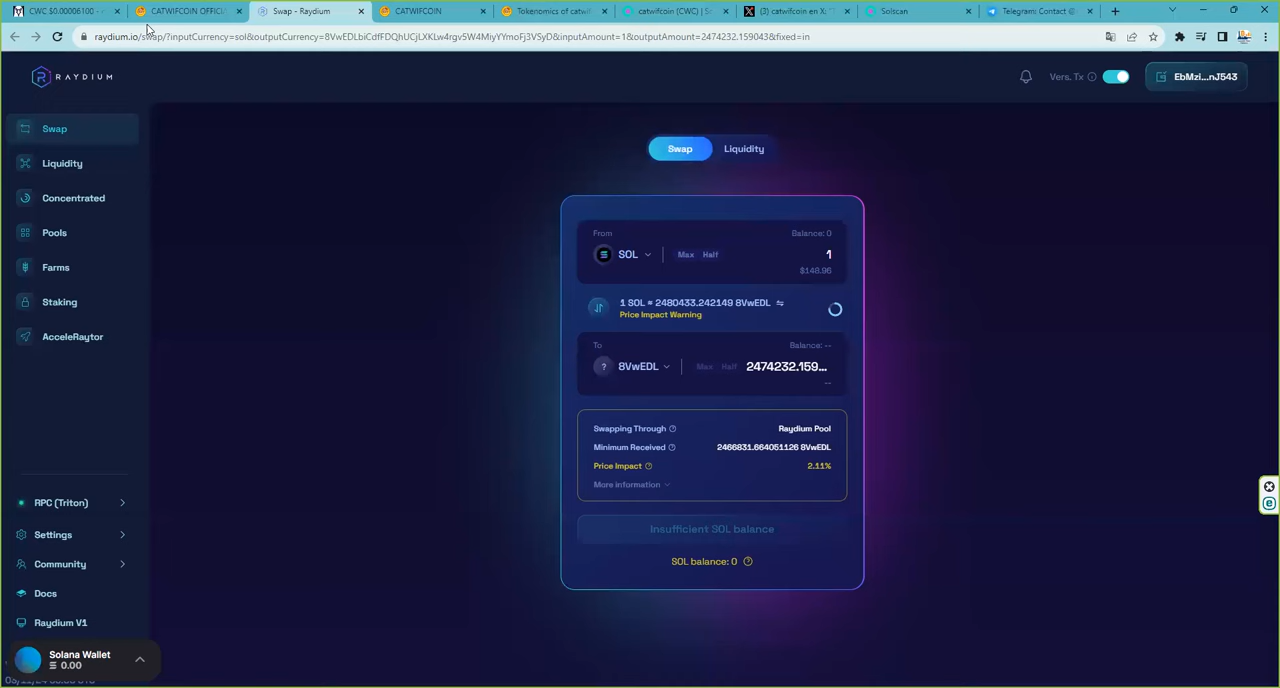 CWC $0.00006100 -
CATWIFCOIN OFFICI
Swap - Raydium
CATWIFCOIN
Tokenomics of catwifcoin
catwifcoin (CWC) | So
(3) catwifcoin en X: "
Solscan
Telegram: Contact @
raydium.io/swap/?inputCurrency=sol&outputCurrency=8VwEDLbiCdfFDQhUCjLXKLw4rgv5W4MiyYYmoFj3VSyD&inputAmount=1&outputAmount=2474232.159043&fixed=in
RAYDIUM
Vers. Tx
EbMzi...nJ543
Swap
Liquidity
Concentrated
Pools
Farms
Staking
AcceleRaytor
RPC (Triton)
Settings
Community
Docs
Raydium V1
Solana Wallet
0.00
Swap
Liquidity
From
Balance: 0
SOL
Max
Half
1
$148.96
1 SOL ≈ 2480433.242149 8VwEDL
Price Impact Warning
To
Balance: --
?
8VwEDL
Max
Half
2474232.159...
--
Swapping Through
Raydium Pool
Minimum Received
2466831.664051126 8VwEDL
Price Impact
2.11%
More information
Insufficient SOL balance
SOL balance: 0